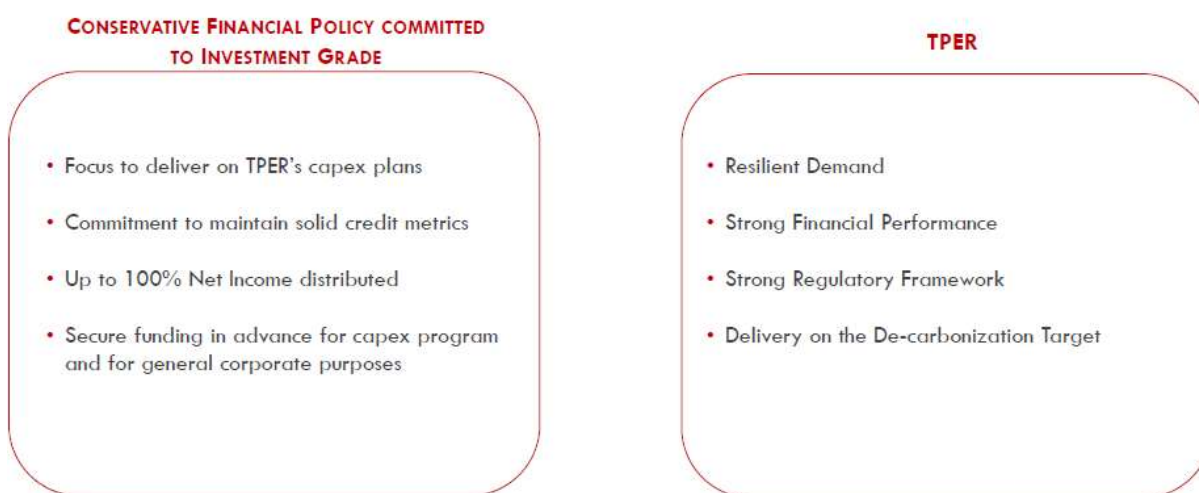 CONSERVATIVE FINANCIAL POLICY COMMITTED
TO INVESTMENT GRADE
• Focus to deliver on TPER's capex plans
• Commitment to maintain solid credit metrics
• Up to 100% Net Income distributed
• Secure funding in advance for capex program
and for general corporate purposes
TPER
• Resilient Demand
• Strong Financial Performance
• Strong Regulatory Framework
• Delivery on the De-carbonization Target